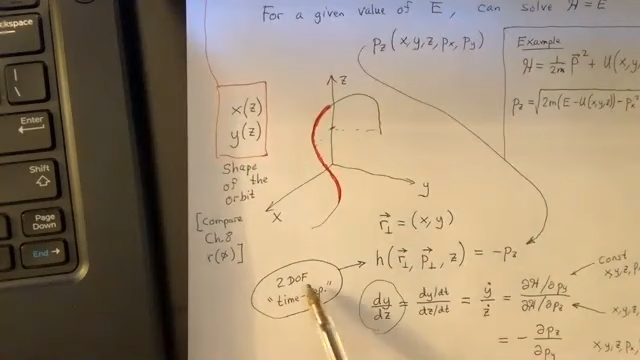 For a given value of E, can solve ℋ = E
p_z (x, y, z, p_x, p_y)
Example
ℋ = 1/2m p⃗² + U(x,y,
p_z = √2m(E-U(x,y,z)) - p_x²
x(z)
y(z)
Shape
of the
orbit
[Compare
Ch. 8
r(ø)]
z
y
x
r⃗⊥ = (x, y)
h(r⃗⊥, p⃗⊥, z) = -p_z
2 DOF
dy/dz = dy/dt / dz/dt = ẏ/ż = ∂ℋ/∂p_y / ∂ℋ/∂p_z
= - ∂p_z/∂p_y
const
x,y,z,p
x,y,
x,y,z,p_x,
Backspace
\
Enter
Shift
Page
Down
End